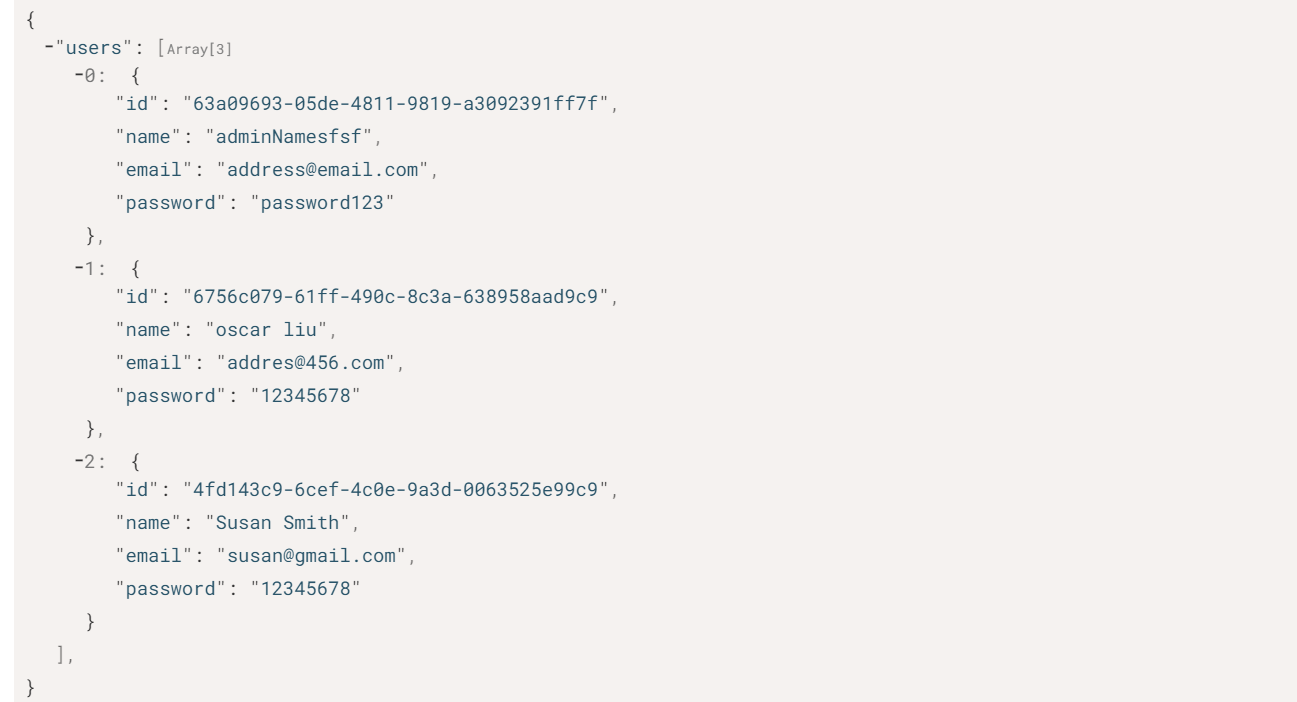 {
-"users": [Array[3]
-0: {
"id": "63a09693-05de-4811-9819-a3092391ff7f",
"name": "adminNamesfsf",
"email": "address@email.com",
"password": "password123"
},
-1: {
"id": "6756c079-61ff-490c-8c3a-638958aad9c9",
"name": "oscar liu",
"email": "addres@456.com",
"password": "12345678"
},
-2: {
"id": "4fd143c9-6cef-4c0e-9a3d-0063525e99c9",
"name": "Susan Smith",
"email": "susan@gmail.com",
"password": "12345678"
}
],
}